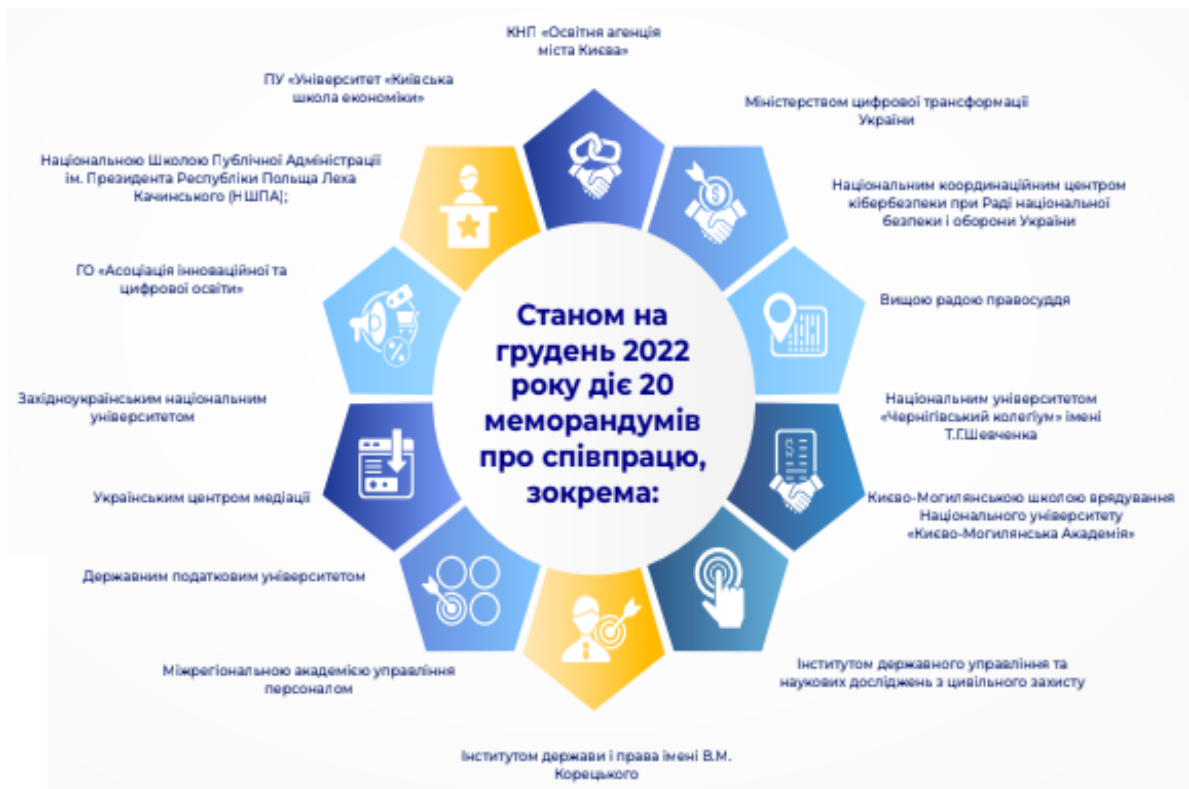 КНП «Освітня агенція
міста Києва»
ПУ «Університет «Київська
школа економіки»
Міністерством цифрової трансформації
України
Національною Школою Публічної Адміністрації
ім. Президента Республіки Польща Леха
Качинського (НШПА);
Національним координаційним центром
кібербезпеки при Раді національної
безпеки і оборони України
ГО «Асоціація інноваційної та
цифрової освіти»
Вищою радою правосуддя
Станом на
грудень 2022
року діє 20
меморандумів
про співпрацю,
зокрема:
Західноукраїнським національним
університетом
Національним університетом
«Чернігівський колегіум» імені
Т.Г.Шевченка
Українським центром медіації
Києво-Могилянською школою врядування
Національного університету
«Києво-Могилянська Академія»
Державним податковим університетом
Міжрегіональною академією управління
персоналом
Інститутом державного управління та
наукових досліджень з цивільного захисту
Інститутом держави і права імені В.М.
Корецького